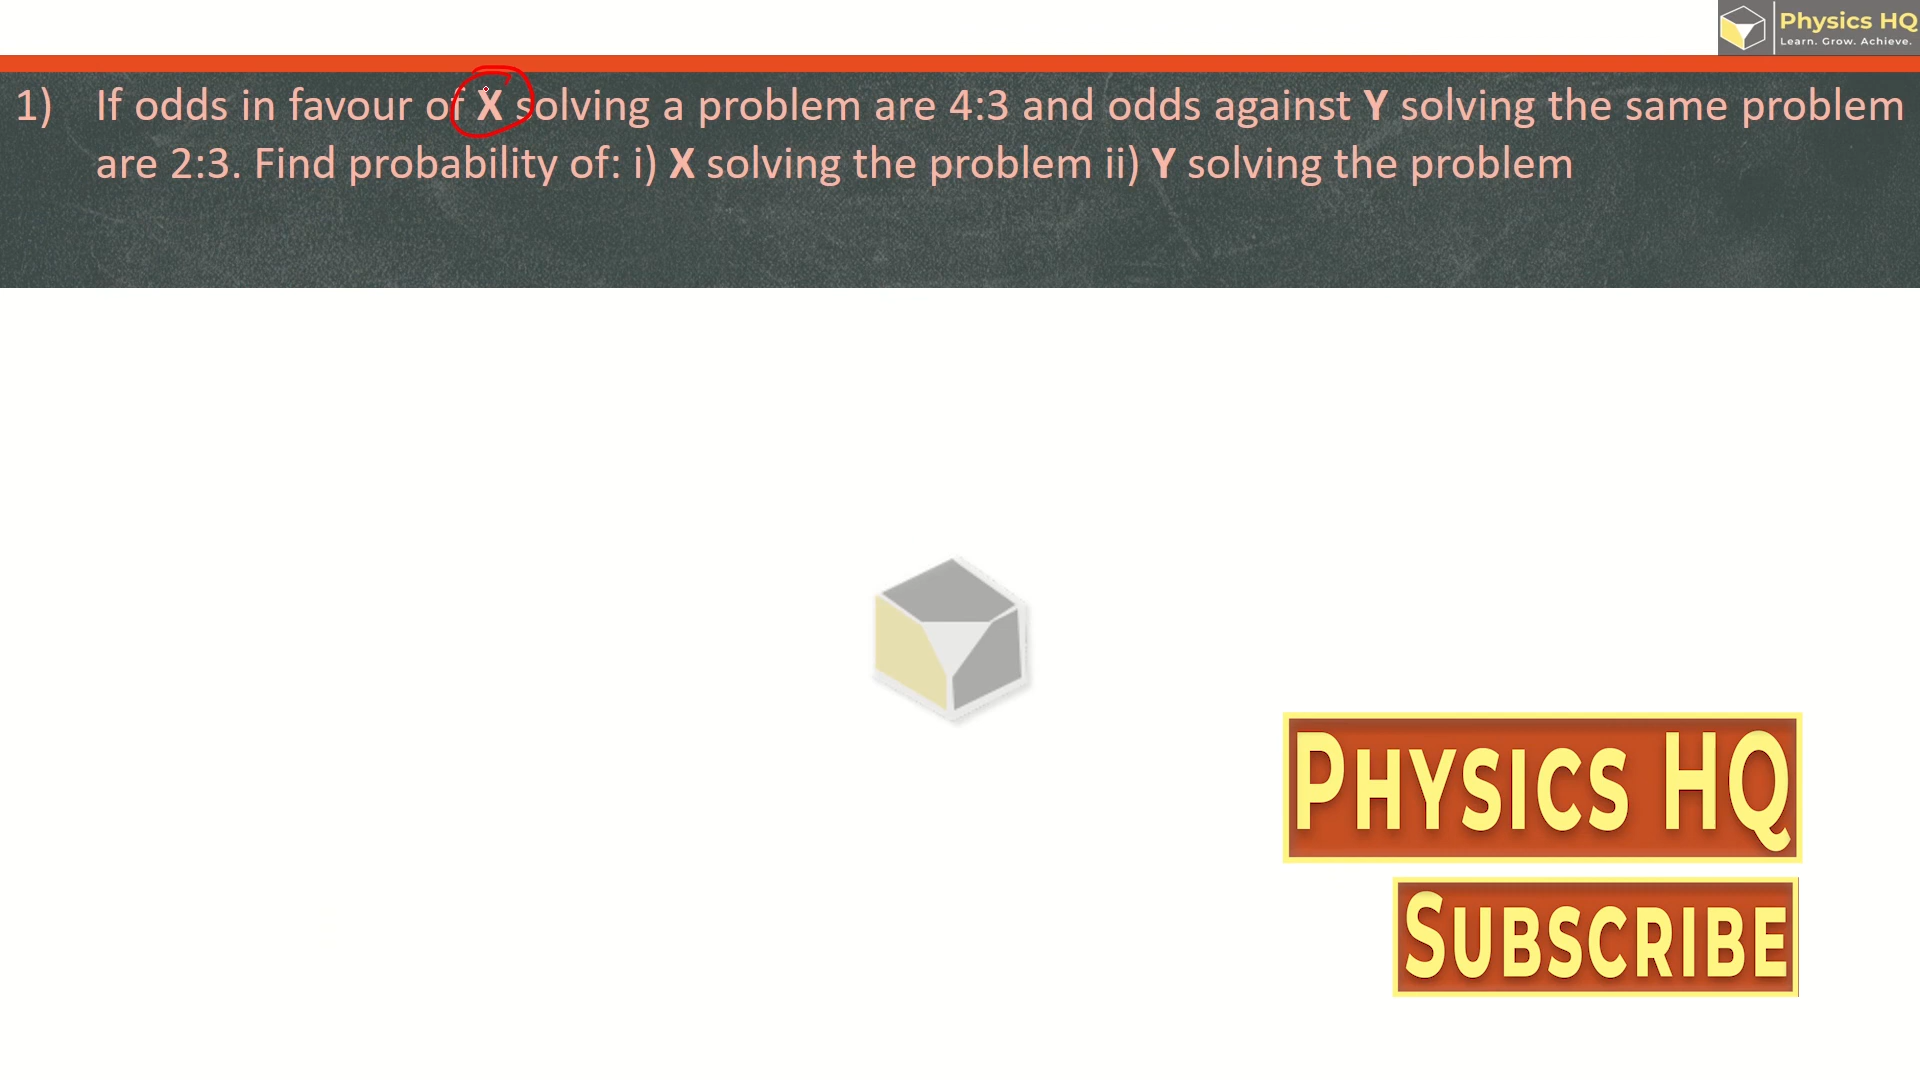 Physics HQ
Learn. Grow. Achieve.
1) If odds in favour of X solving a problem are 4:3 and odds against Y solving the same problem
are 2:3. Find probability of: i) X solving the problem ii) Y solving the problem
PHYSICS HQ
SUBSCRIBE